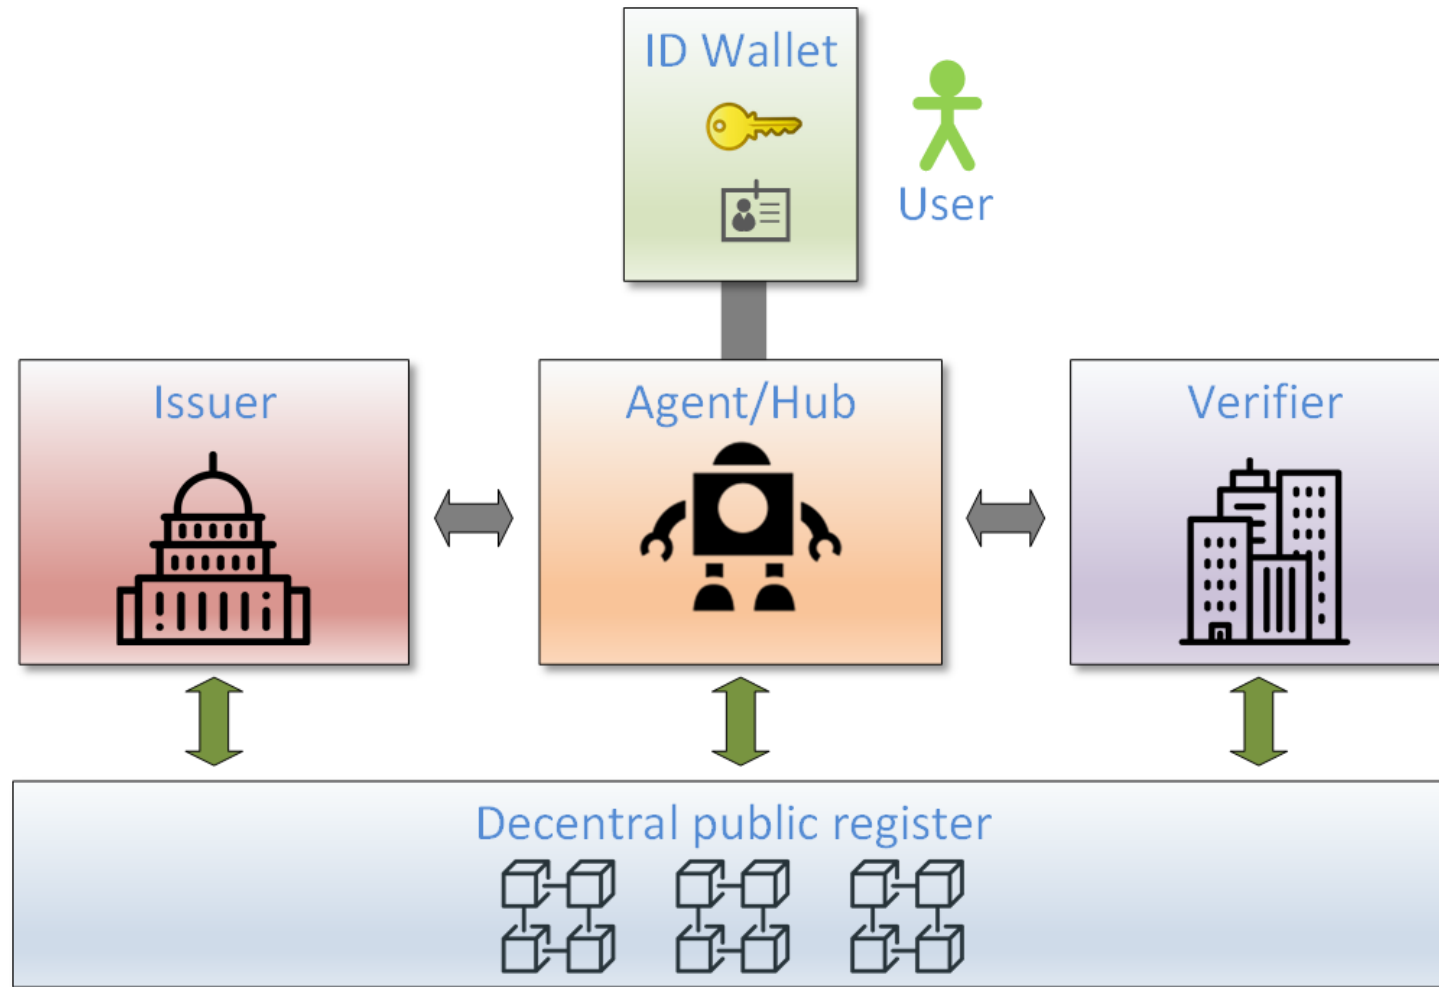 ID Wallet
User
Issuer
Agent/Hub
Verifier
Decentral public register